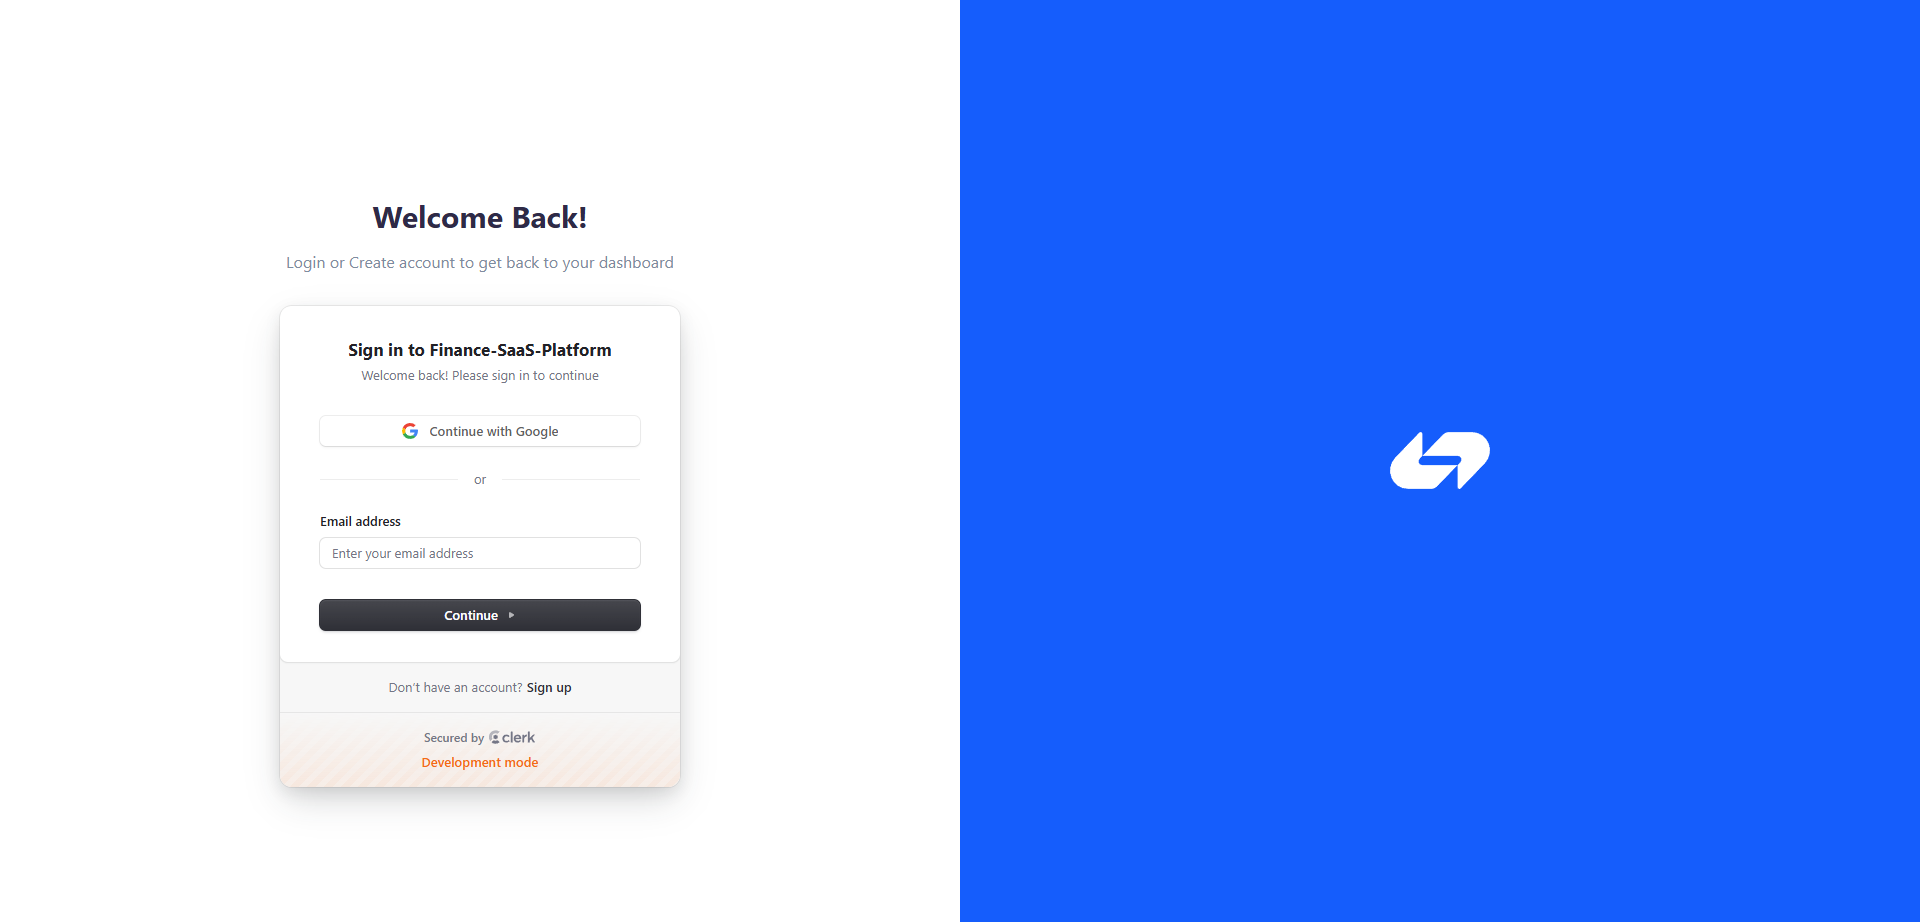 Welcome Back!
Login or Create account to get back to your dashboard
Sign in to Finance-SaaS-Platform
Welcome back! Please sign in to continue
Continue with Google
or
Email address
Enter your email address
Continue
Don’t have an account? Sign up
Secured by clerk
Development mode